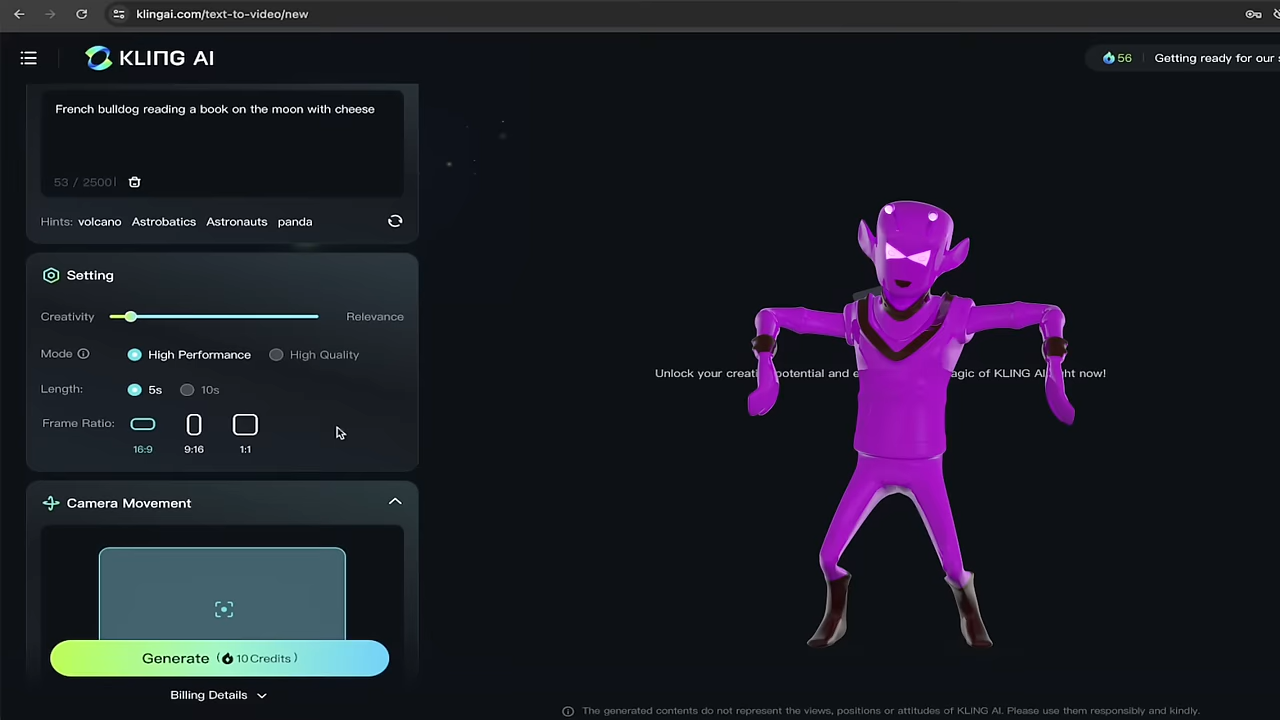 klingai.com/text-to-video/new
KLING AI
56
Getting ready for our
French bulldog reading a book on the moon with cheese
53 / 2500
Hints: volcano Astrobatics Astronauts panda
Setting
Creativity Relevance
Mode High Performance High Quality
Length: 5s 10s
Frame Ratio:
16:9 9:16 1:1
Camera Movement
Generate ( 10 Credits )
Billing Details
Unlock your potential and of KLING AI now!
The generated contents do not represent the views, positions or attitudes of KLING AI. Please use them responsibly and kindly.